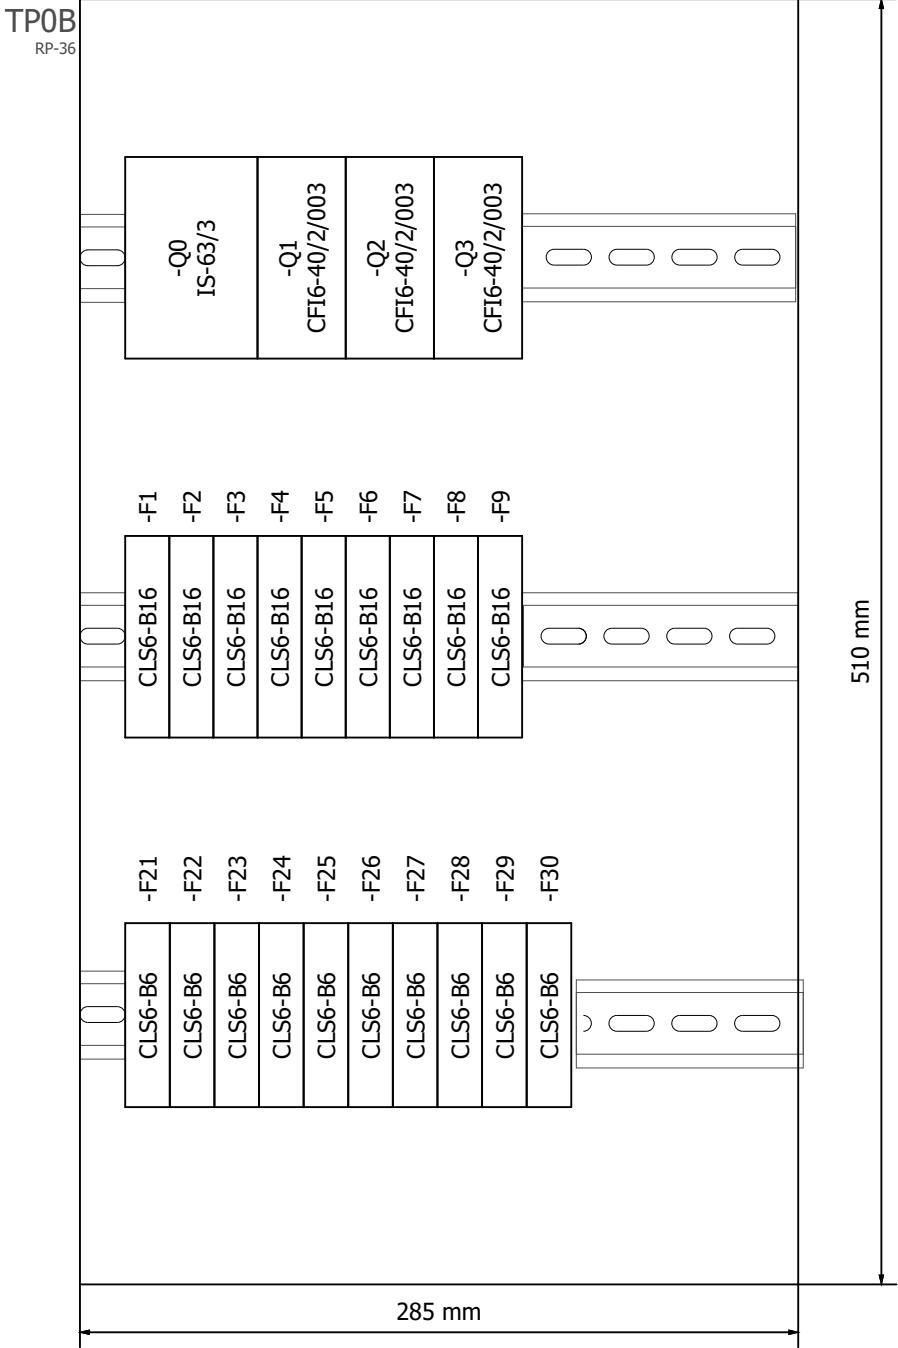 TP0B
RP-36
-Q0
IS-63/3
-Q1
CFI6-40/2/003
-Q2
CFI6-40/2/003
-Q3
CFI6-40/2/003
-F1
-F2
-F3
-F4
-F5
-F6
-F7
-F8
-F9
CLS6-B16
CLS6-B16
CLS6-B16
CLS6-B16
CLS6-B16
CLS6-B16
CLS6-B16
CLS6-B16
CLS6-B16
510 mm
-F21
-F22
-F23
-F24
-F25
-F26
-F27
-F28
-F29
-F30
CLS6-B6
CLS6-B6
CLS6-B6
CLS6-B6
CLS6-B6
CLS6-B6
CLS6-B6
CLS6-B6
CLS6-B6
CLS6-B6
285 mm